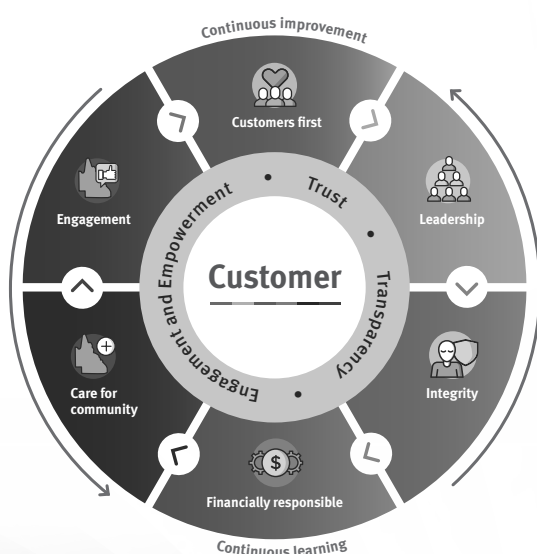 Continuous improvement
Customers first
Engagement
Leadership
Trust
Transparency
Engagement and Empowerment
Customer
Care for
community
Integrity
$
Financially responsible
Continuous learning